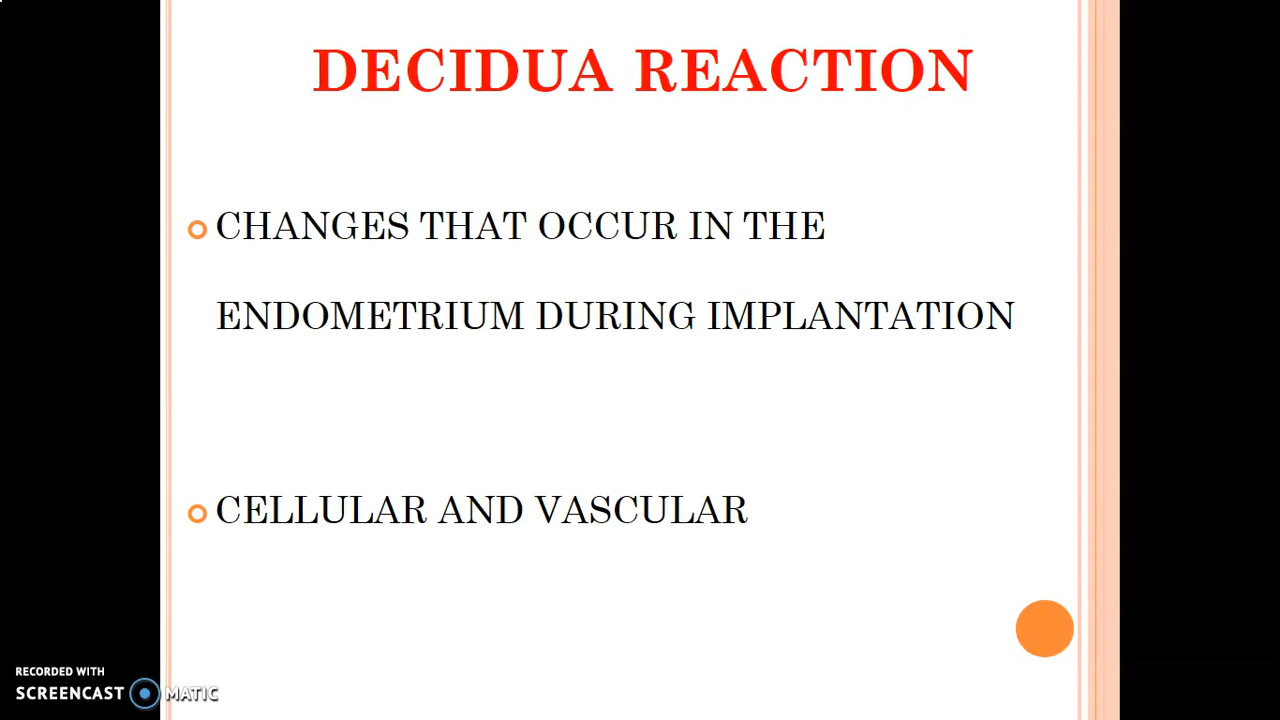 DECIDUA REACTION
CHANGES THAT OCCUR IN THE
ENDOMETRIUM DURING IMPLANTATION
CELLULAR AND VASCULAR
RECORDED WITH
SCREENCAST MATIC